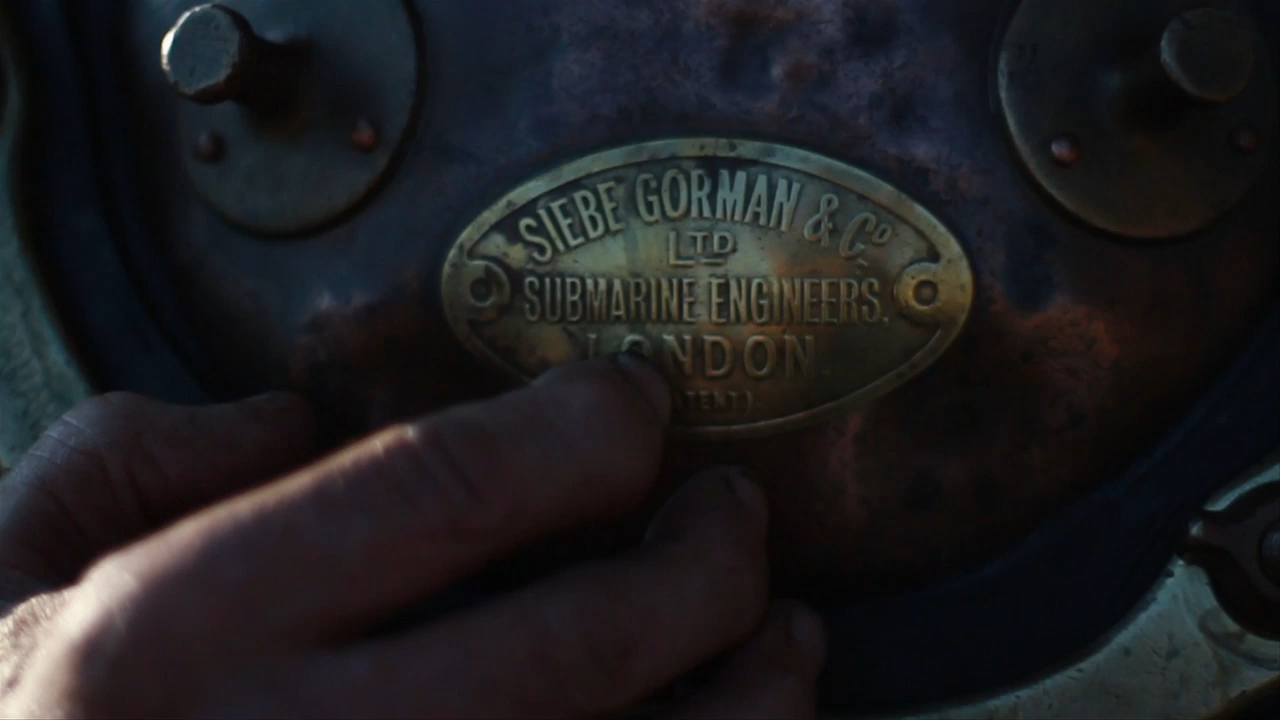 SIEBE GORMAN & Co.
LTD
SUBMARINE ENGINEERS.
LONDON